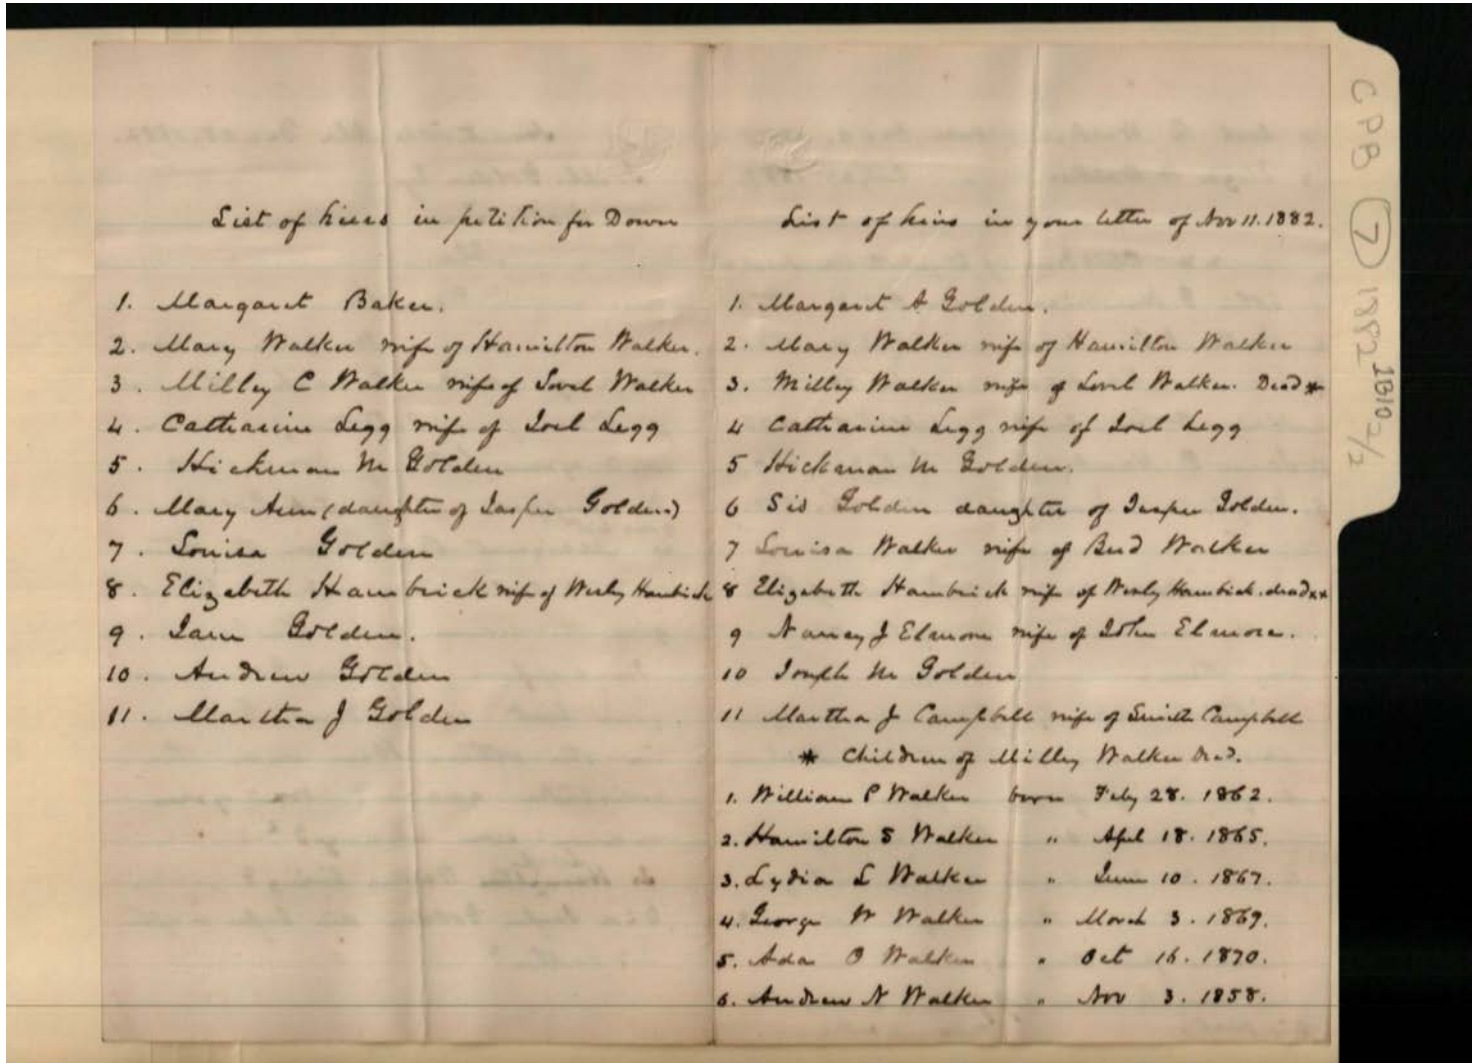 List of heirs in petition for Dower
1. Margaret Baker.
2. Mary Walker wife of Hamilton Walker.
3. Milley C Walker wife of Lovel Walker
4. Catharine Legg wife of Joel Legg
5. Hickman M Golden
6. Mary Ann (daughter of Jasper Golden)
7. Louisa Golden
8. Elizabeth Hambrick wife of Wesly Hambrick
9. Jane Golden.
10. Andrew Golden
11. Martha J Golden
List of heirs in your letter of Nov 11. 1882.
1. Margaret A Golden.
2. Mary Walker wife of Hamilton Walker
3. Milley Walker wife of Lovel Walker. Dead *
4 Catharine Legg wife of Joel Legg
5 Hickman M Golden.
6 Sis Golden daughter of Jasper Golden.
7 Louisa Walker wife of Bud Walker
8 Elizabeth Hambrick wife of Wesly Hambrick. dead **
9 Nancy J Elmore wife of John Elmore.
10 Joseph M Golden
11 Martha J Campbell wife of Smith Campbell
* Children of Milley Walker Dead.
1. William P Walker born Feby 28. 1862.
2. Hamilton S Walker " Apl 18. 1865.
3. Lydia L Walker " June 10. 1867.
4. George W Walker " March 3. 1869.
5. Ada O Walker " Oct 16. 1870.
6. Andrew N Walker " Nov 3. 1858.
CPB 7 1882 1810 2/2